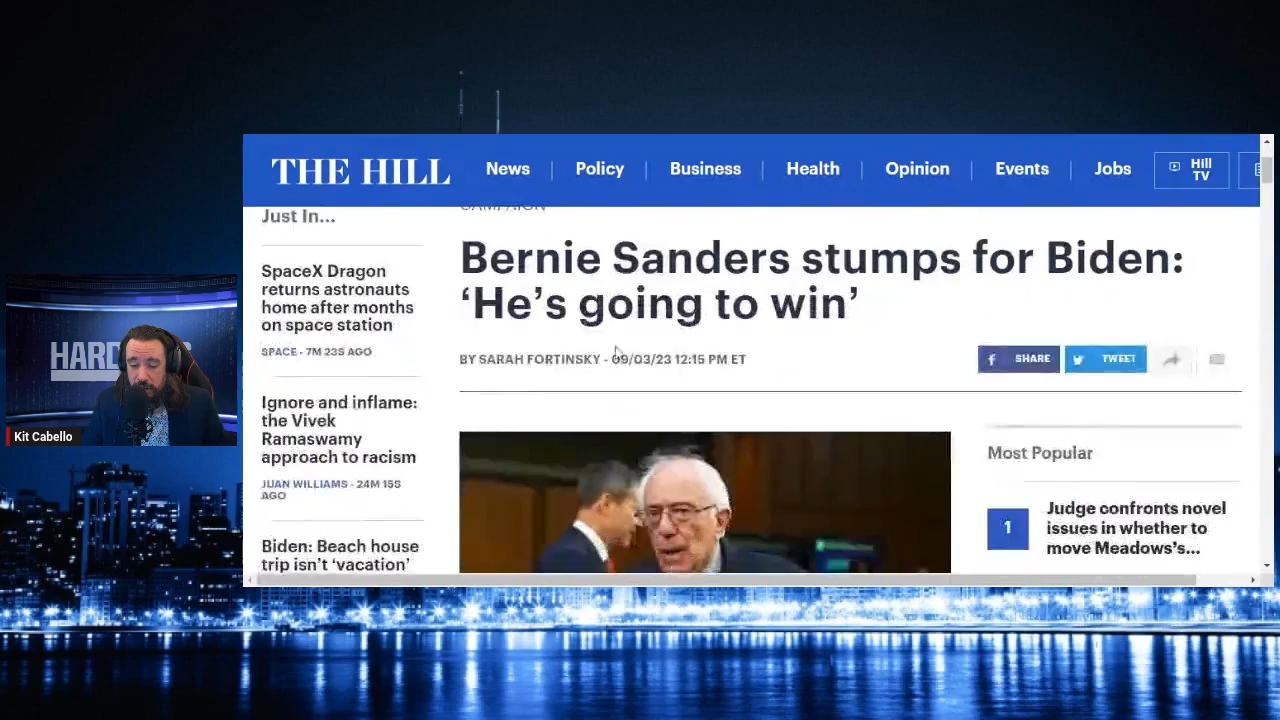 THE HILL
News
Policy
Business
Health
Opinion
Events
Jobs
Hill
TV
CAMPAIGN
Just In...
Bernie Sanders stumps for Biden:
‘He’s going to win’
BY SARAH FORTINSKY - 09/03/23 12:15 PM ET
SHARE
TWEET
SpaceX Dragon
returns astronauts
home after months
on space station
SPACE - 7M 23S AGO
Ignore and inflame:
the Vivek
Ramaswamy
approach to racism
JUAN WILLIAMS - 24M 15S
AGO
Biden: Beach house
trip isn’t ‘vacation’
Most Popular
1
Judge confronts novel
issues in whether to
move Meadows’s...
Kit Cabello